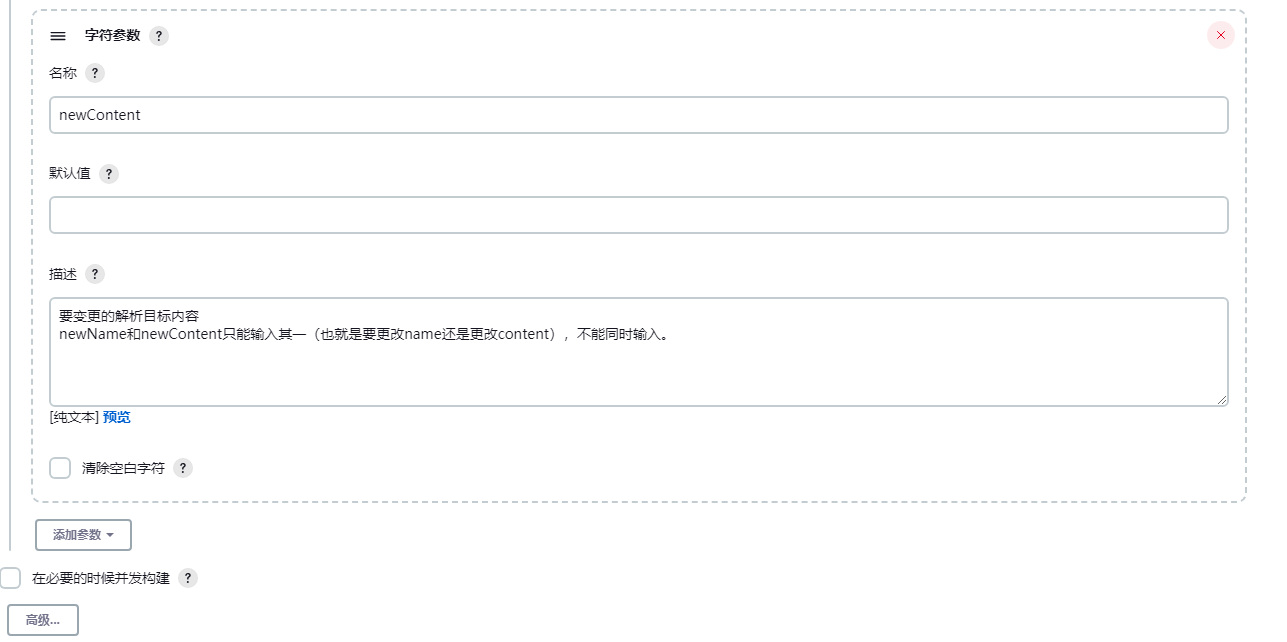 字符参数 ?
名称 ?
newContent
默认值 ?
描述 ?
要变更的解析目标内容
newName和newContent只能输入其一（也就是要更改name还是更改content），不能同时输入。
[纯文本] 预览
清除空白字符 ?
添加参数
在必要的时候并发构建 ?
高级...